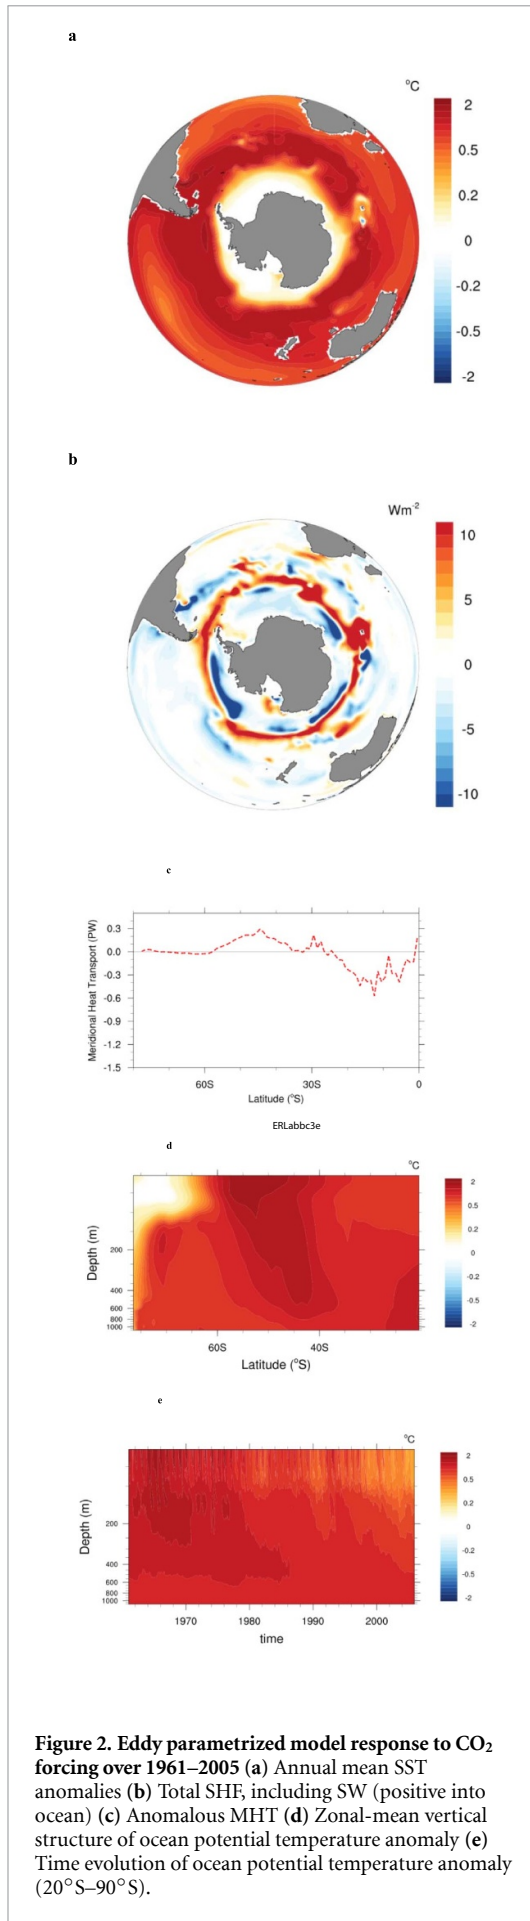 a
°C
2
0.5
0.2
0
-0.2
-0.5
-2
b
Wm-2
10
5
0
-5
-10
c
Meridional Heat Transport (PW)
0.3
0.0
-0.3
-0.6
-0.9
-1.2
-1.5
60S 30S 0
Latitude (°S)
ERLabbc3e
d
°C
Depth (m)
200
400
600
800
1000
60S 40S
Latitude (°S)
2
0.5
0.2
0
-0.2
-0.5
-2
e
°C
Depth (m)
200
400
600
800
1000
1970 1980 1990 2000
time
2
0.5
0.2
0
-0.2
-0.5
-2
Figure 2. Eddy parametrized model response to CO2
forcing over 1961–2005 (a) Annual mean SST
anomalies (b) Total SHF, including SW (positive into
ocean) (c) Anomalous MHT (d) Zonal-mean vertical
structure of ocean potential temperature anomaly (e)
Time evolution of ocean potential temperature anomaly
(20°S–90°S).